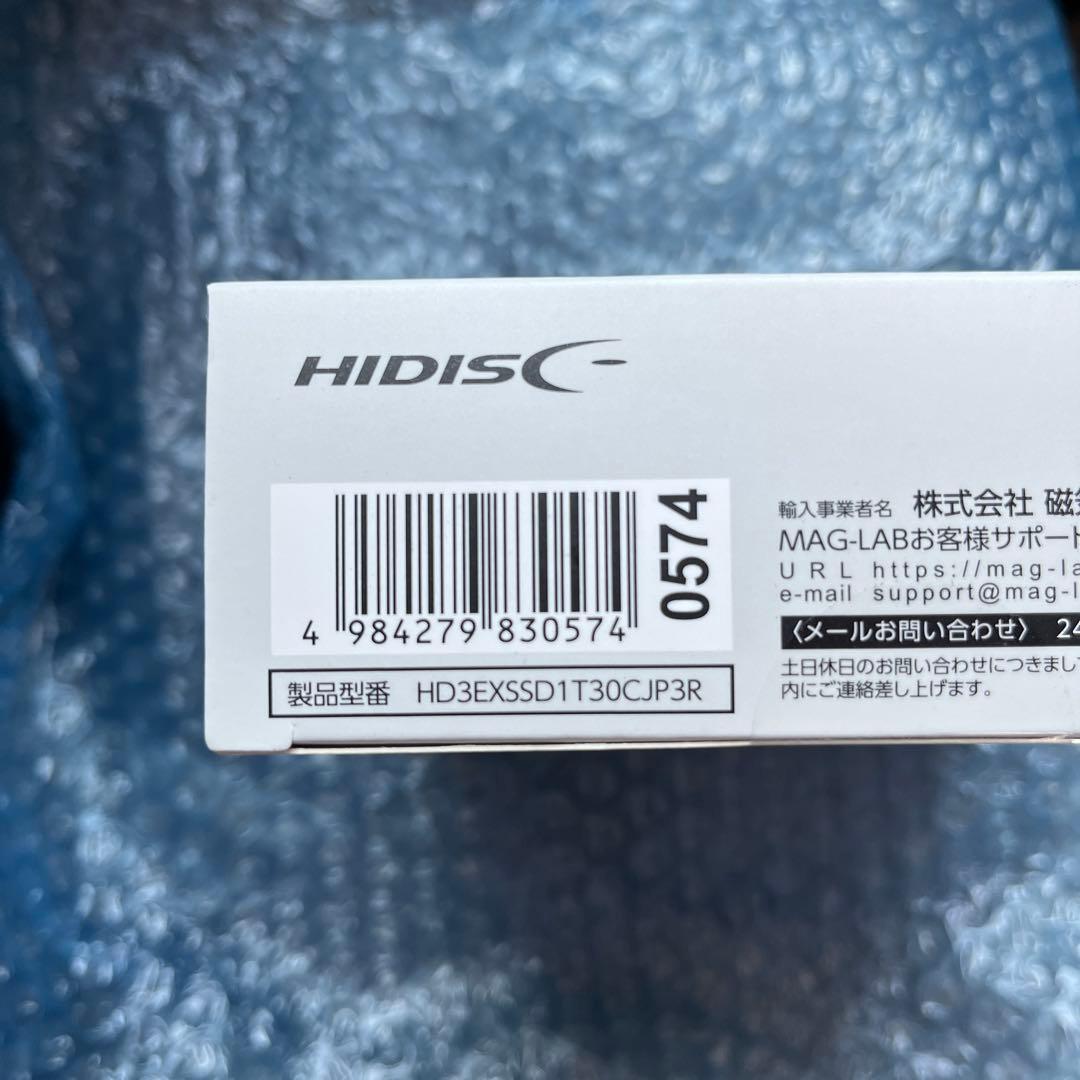 HIDISC
4 984279 830574
0574
製品型番 HD3EXSSD1T30CJP3R
輸入事業者名 株式会社 磁気
MAG-LABお客様サポート
URL https://mag-la
e-mail support@mag-l
〈メールお問い合わせ〉 24
土日休日のお問い合わせにつきまして
内にご連絡差し上げます。